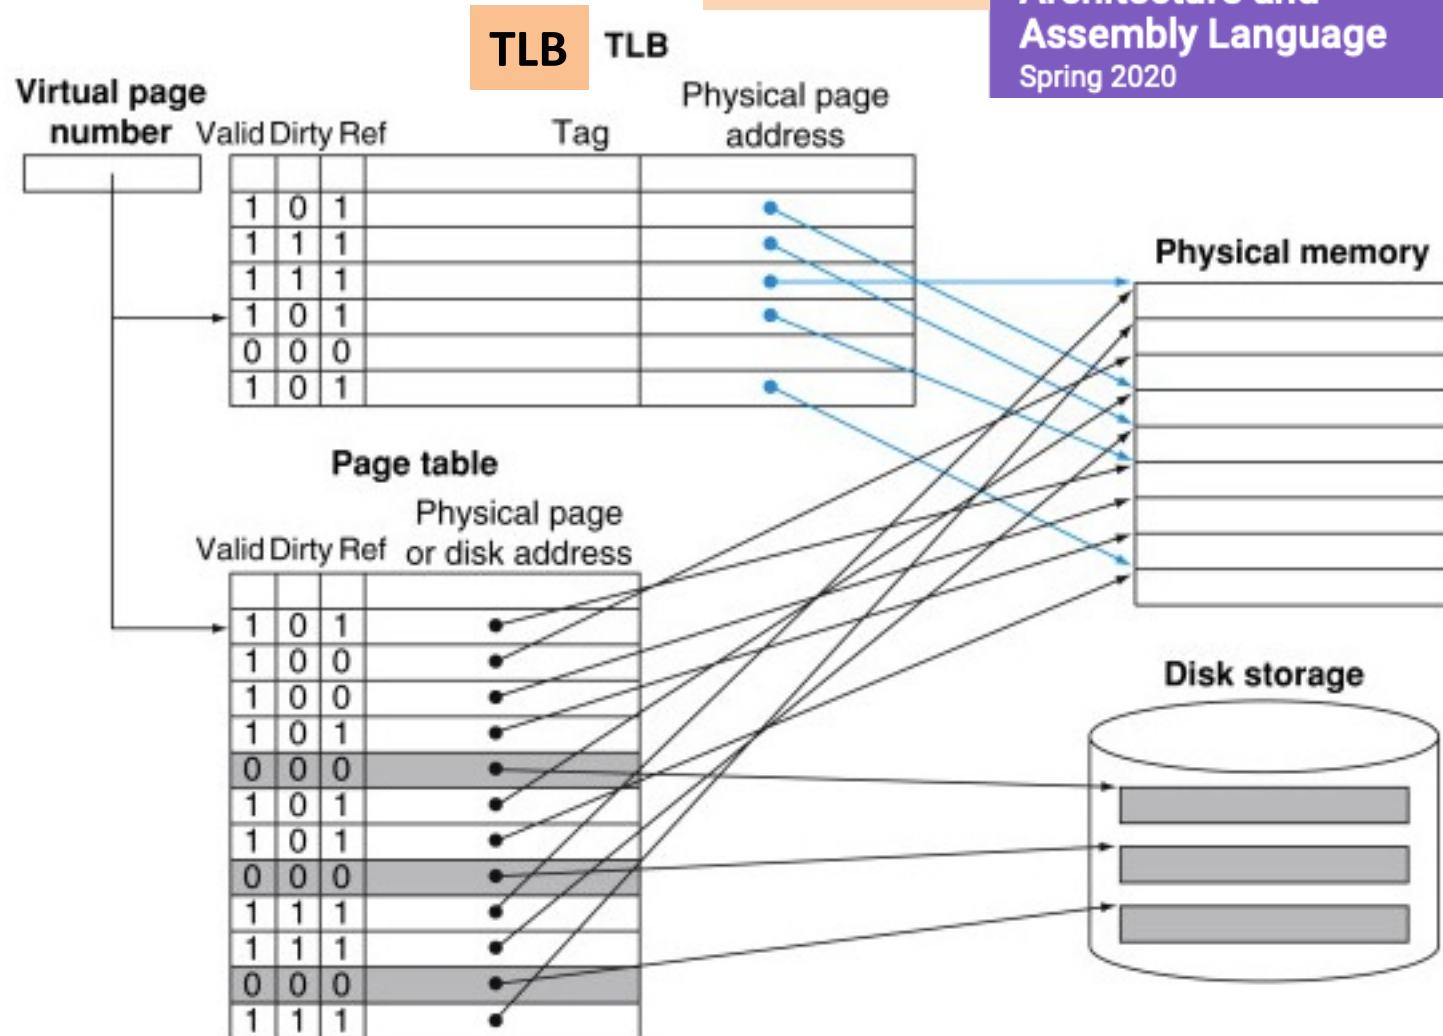 Architecture and
Assembly Language
Spring 2020
TLB
TLB
Virtual page
number
Valid Dirty Ref
Tag
Physical page
address
1 0 1
1 1 1
1 1 1
1 0 1
0 0 0
1 0 1
Physical memory
Page table
Physical page
or disk address
Valid Dirty Ref
1 0 1
1 0 0
1 0 0
1 0 1
0 0 0
1 0 1
1 0 1
0 0 0
1 1 1
1 1 1
0 0 0
1 1 1
Disk storage